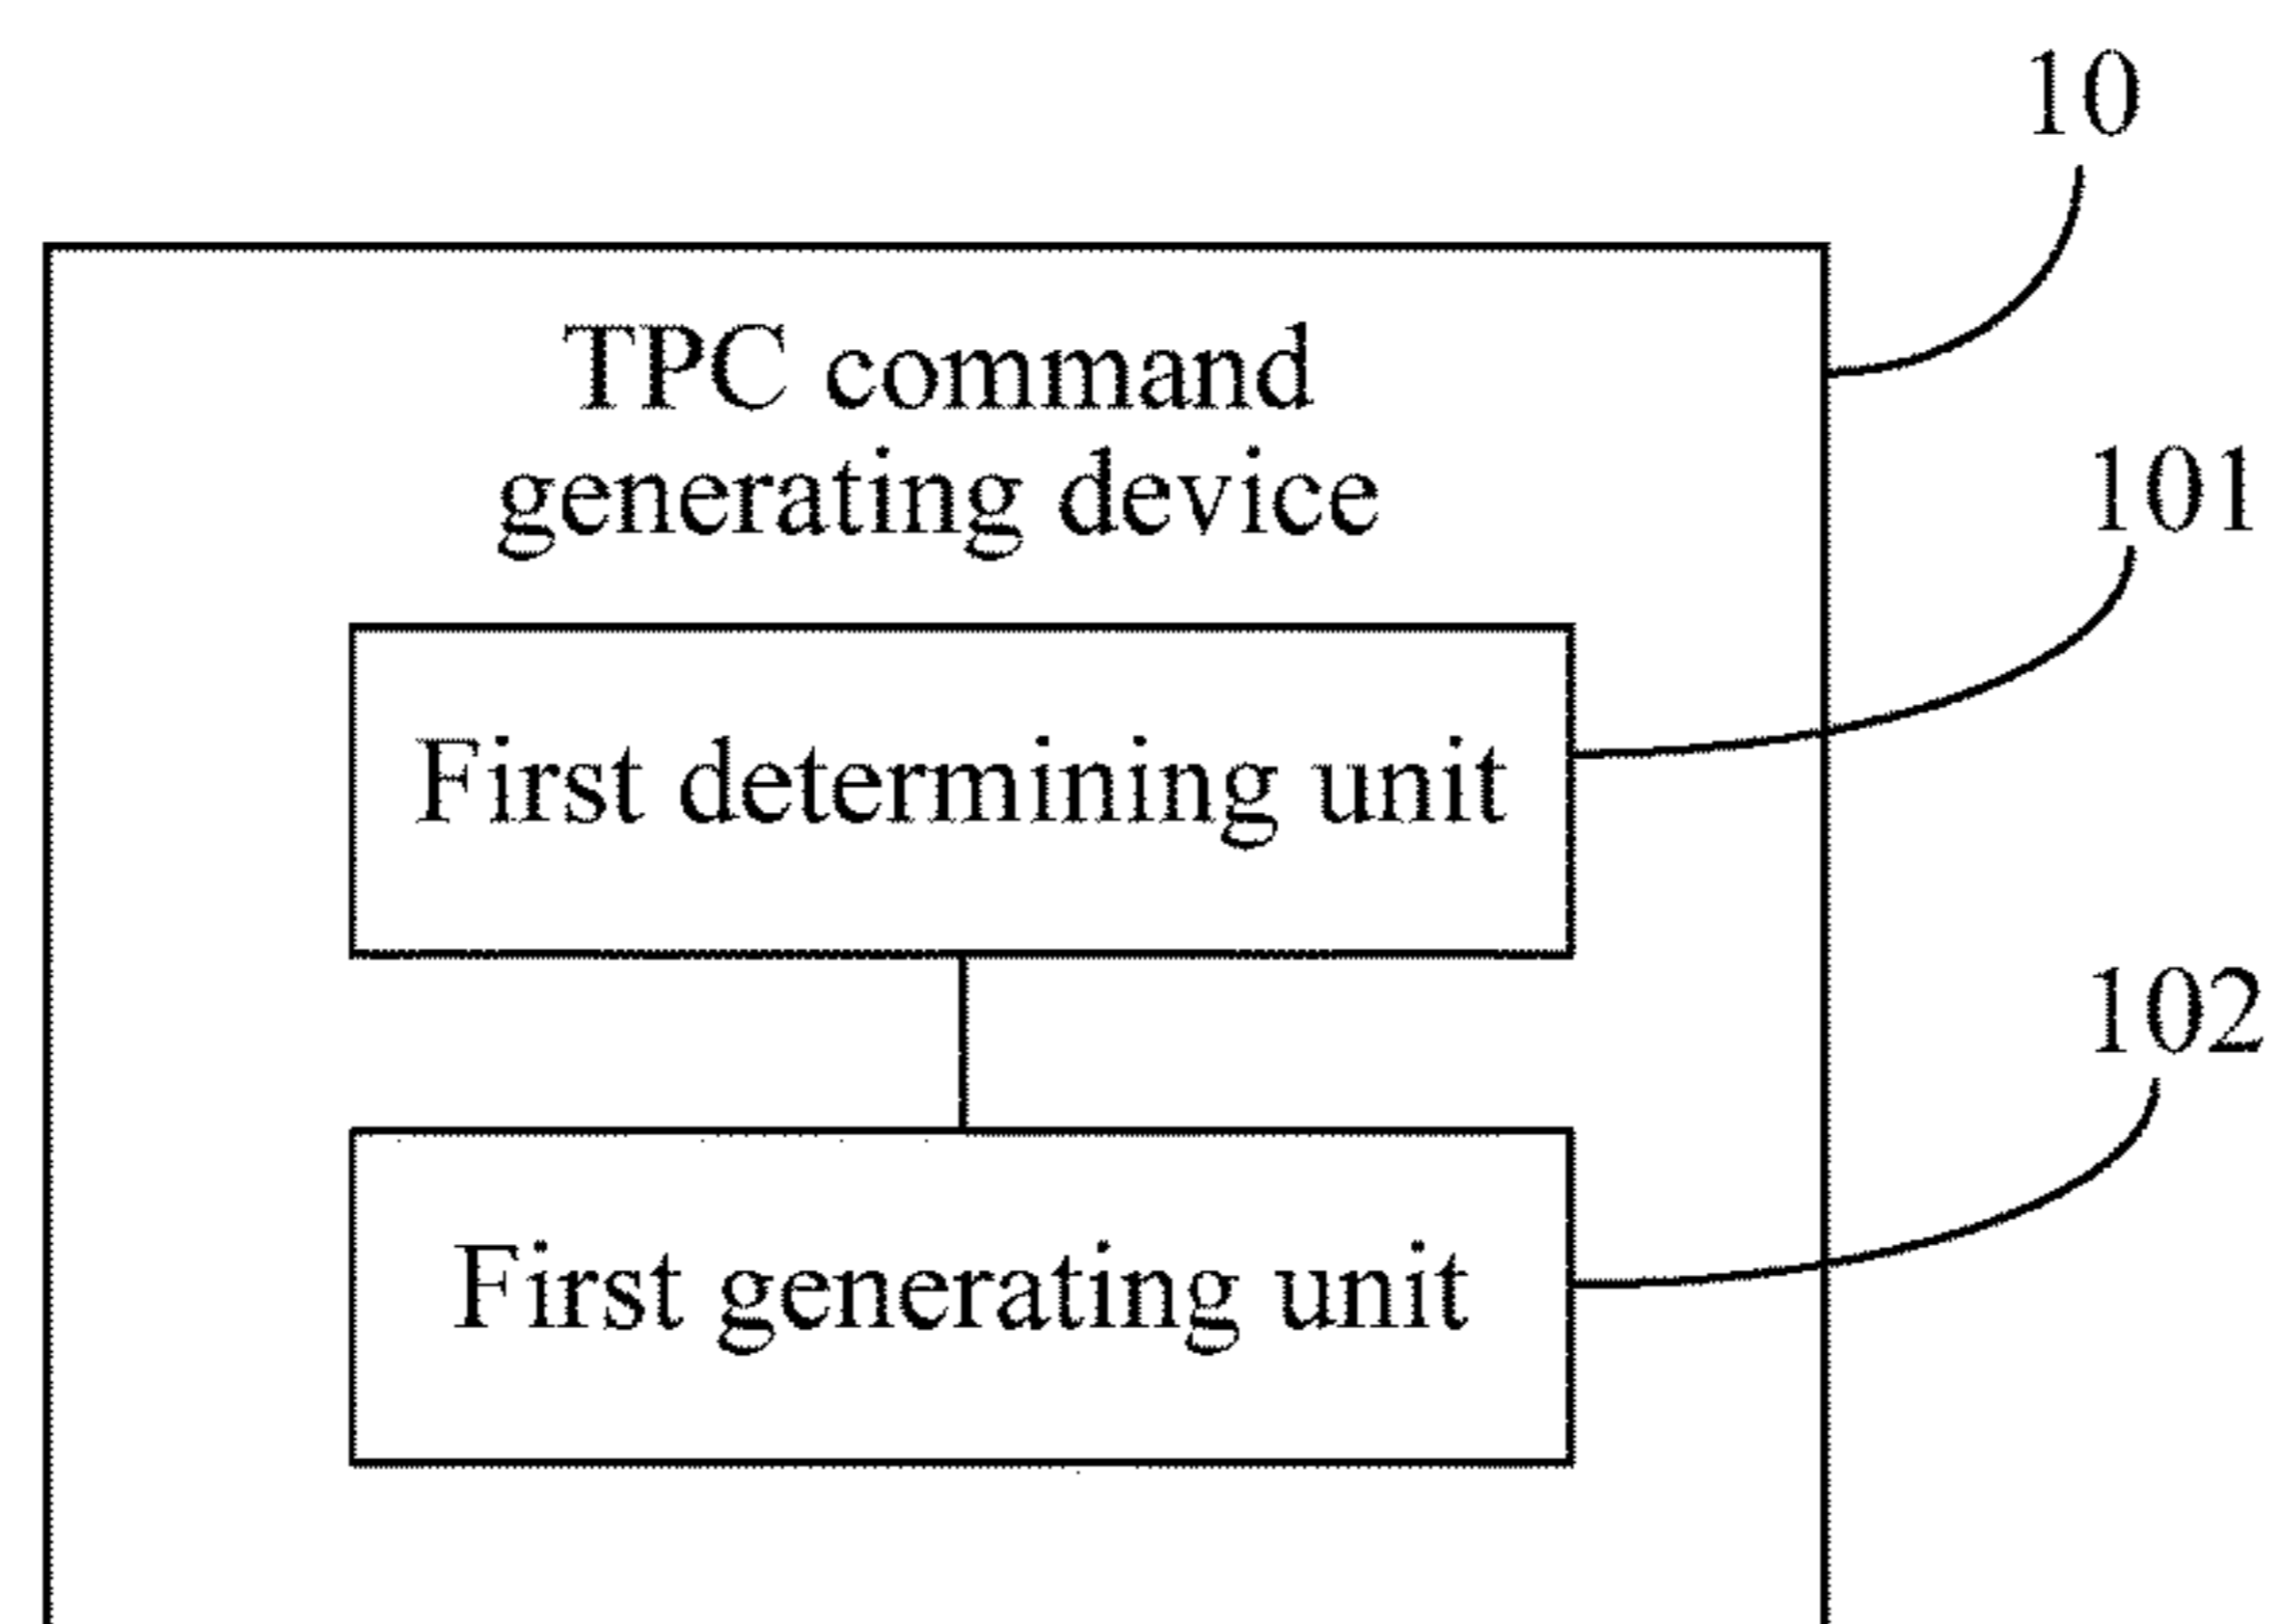 10
TPC command
generating device
101
First determining unit
102
First generating unit